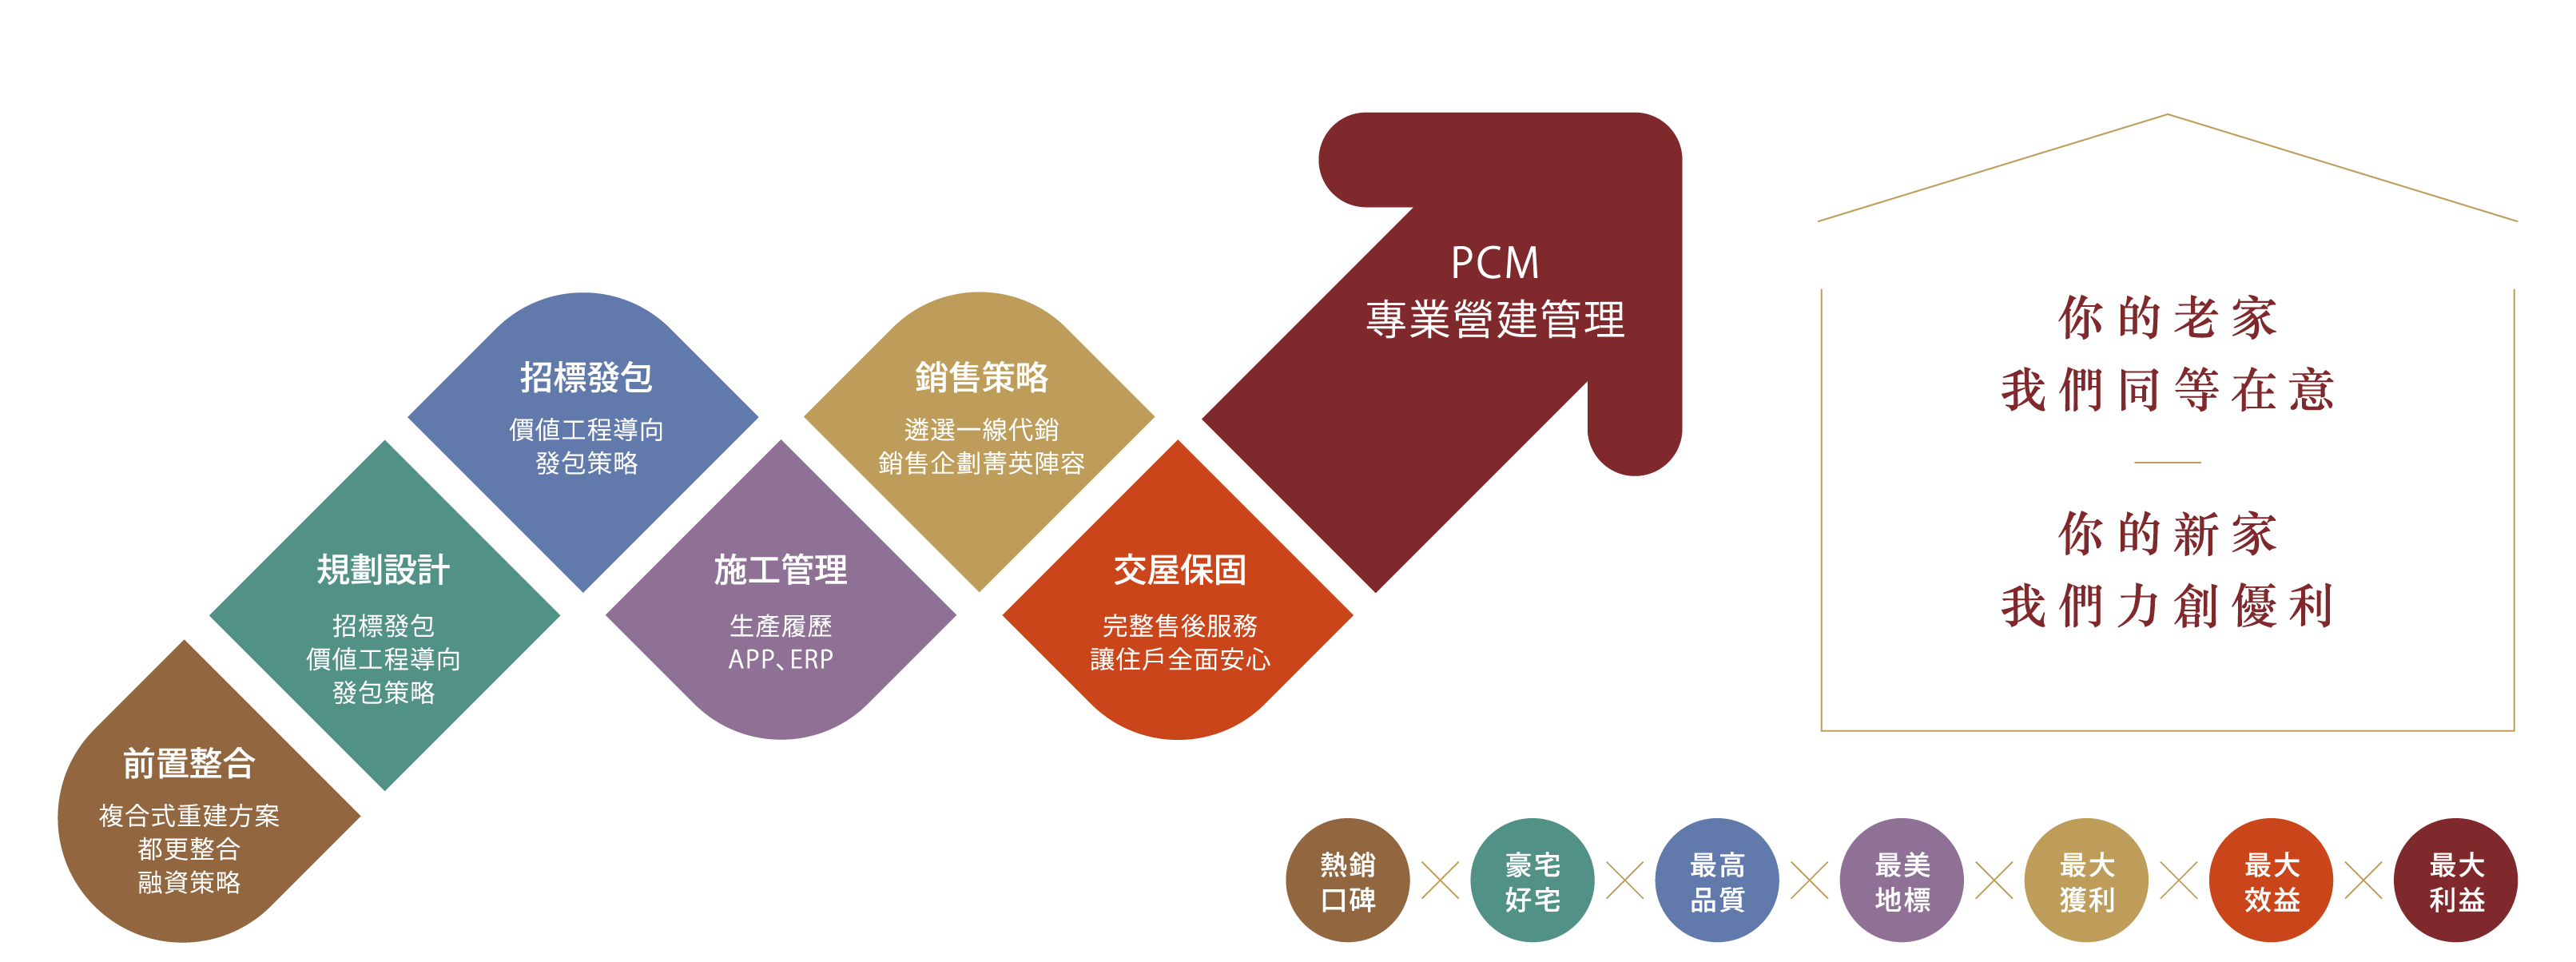 前置整合
複合式重建方案
都更整合
融資策略
規劃設計
招標發包
價值工程導向
發包策略
招標發包
價值工程導向
發包策略
施工管理
生產履歷
APP、ERP
銷售策略
遴選一線代銷
銷售企劃菁英陣容
交屋保固
完整售後服務
讓住戶全面安心
PCM
專業營建管理
你的老家
我們同等在意
你的新家
我們力創優利
熱銷
口碑
豪宅
好宅
最高
品質
最美
地標
最大
獲利
最大
效益
最大
利益